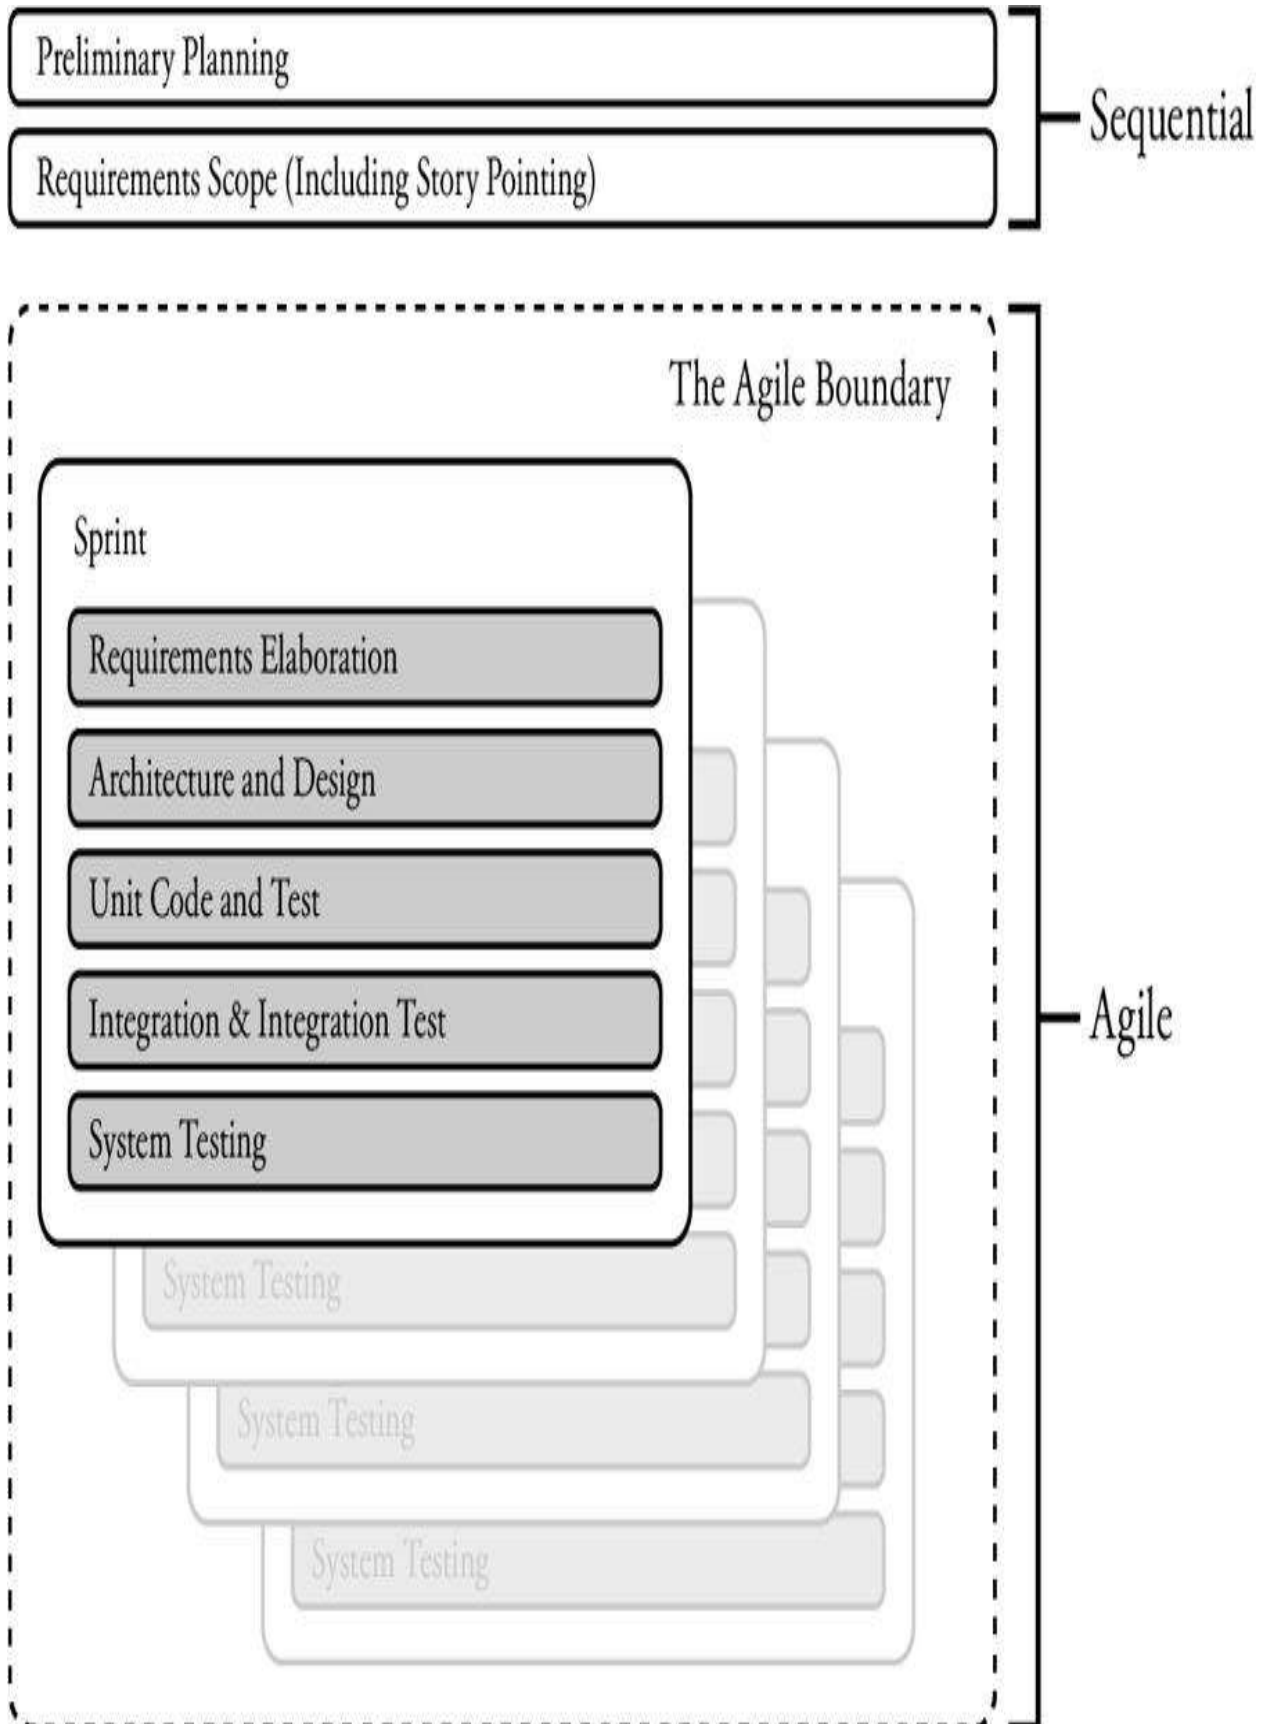 Preliminary Planning
Sequential
Requirements Scope (Including Story Pointing)
The Agile Boundary
Sprint
Requirements Elaboration
Architecture and Design
Unit Code and Test
Integration & Integration Test
Agile
System Testing
System Testing
System Testing
System Testing